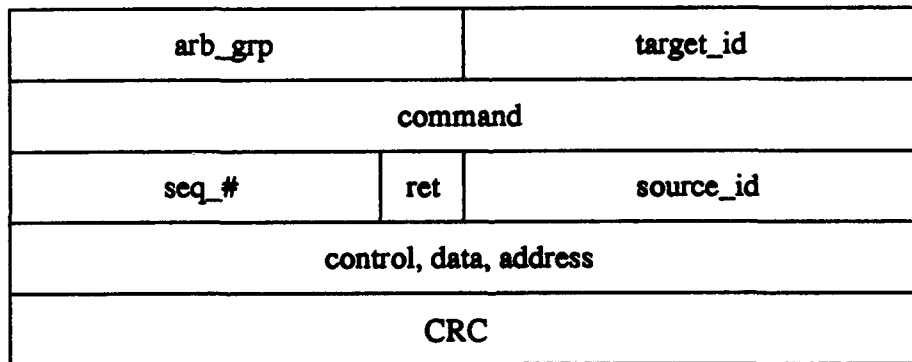 arb_grp target_id
command
seq_# ret source_id
control, data, address
CRC